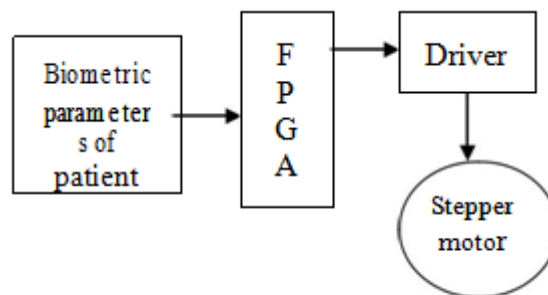 Biometric
parameter
s of
patient
F
P
G
A
Driver
Stepper
motor